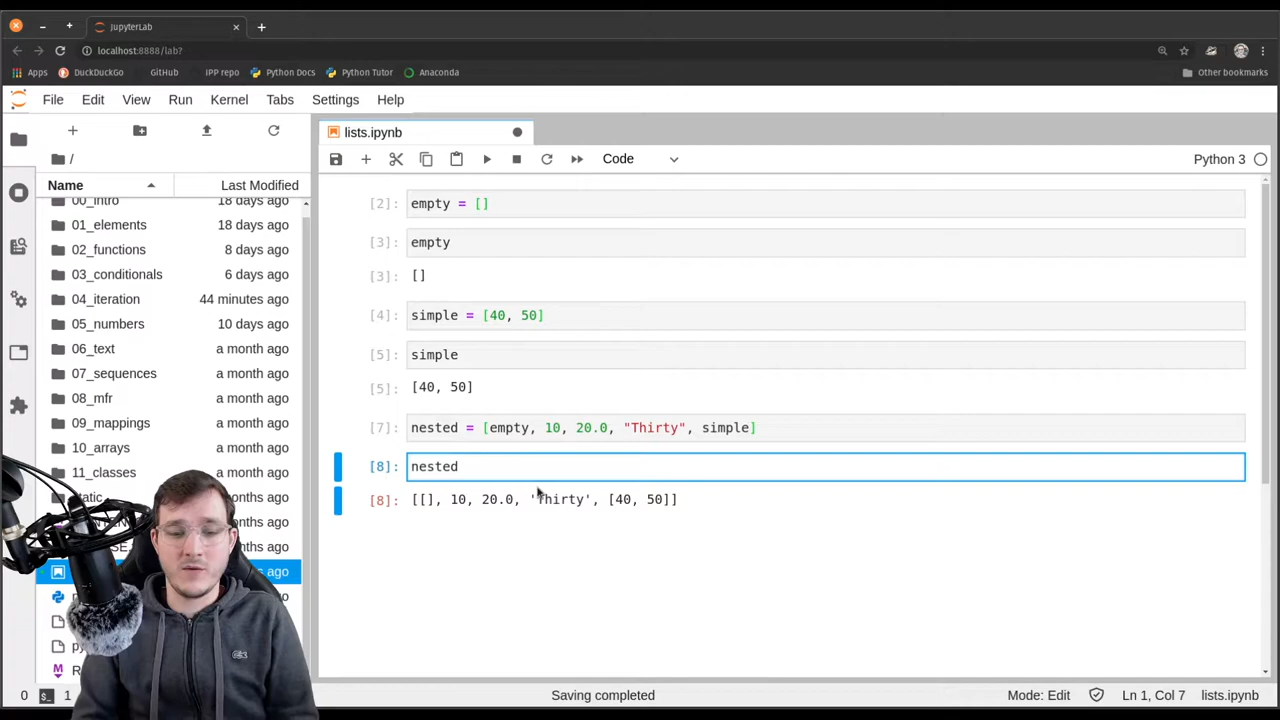 JupyterLab
localhost:8888/lab?
Apps DuckDuckGo GitHub IPP repo Python Docs Python Tutor Anaconda Other bookmarks
File Edit View Run Kernel Tabs Settings Help
lists.ipynb
/
Code
Python 3
Name Last Modified
00_intro 18 days ago
01_elements 18 days ago
02_functions 8 days ago
03_conditionals 6 days ago
04_iteration 44 minutes ago
05_numbers 10 days ago
06_text a month ago
07_sequences a month ago
08_mfr a month ago
09_mappings a month ago
10_arrays a month ago
11_classes a month ago
a month ago
ago
[2]: empty = []
[3]: empty
[3]: []
[4]: simple = [40, 50]
[5]: simple
[5]: [40, 50]
[7]: nested = [empty, 10, 20.0, "Thirty", simple]
[8]: nested
[8]: [[], 10, 20.0, 'Thirty', [40, 50]]
0 $_ 1 Saving completed Mode: Edit Ln 1, Col 7 lists.ipynb